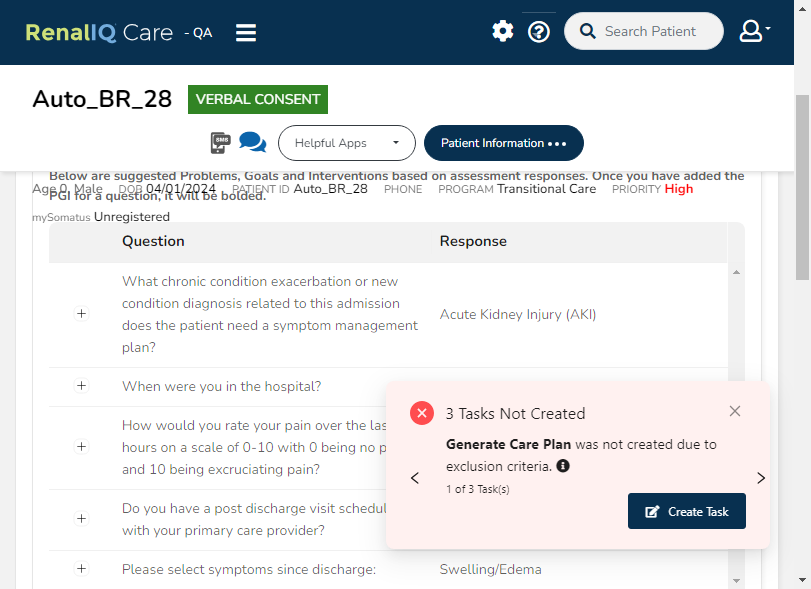 RenalIQ Care - QA
Search Patient
Auto_BR_28 VERBAL CONSENT
SMS
Helpful Apps
Patient Information
Below are suggested Problems, Goals and Interventions based on assessment responses. Once you have added the
Age 0, Male DOB 04/01/2024 PATIENT ID Auto_BR_28 PHONE PROGRAM Transitional Care PRIORITY High
PGI for a question, it will be bolded.
mySomatus Unregistered
Question Response
What chronic condition exacerbation or new
condition diagnosis related to this admission
does the patient need a symptom management
plan?
Acute Kidney Injury (AKI)
When were you in the hospital?
How would you rate your pain over the las
hours on a scale of 0-10 with 0 being no p
and 10 being excruciating pain?
Do you have a post discharge visit schedul
with your primary care provider?
Please select symptoms since discharge: Swelling/Edema
3 Tasks Not Created
Generate Care Plan was not created due to
exclusion criteria.
1 of 3 Task(s)
Create Task